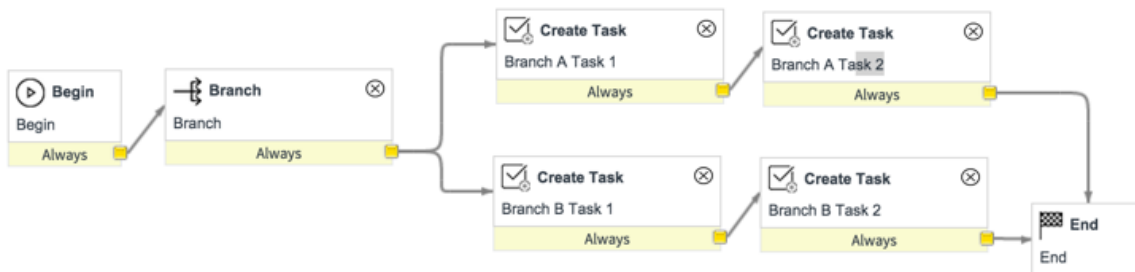 Begin
Begin
Always
Branch
Branch
Always
Create Task
Branch A Task 1
Always
Create Task
Branch A Task 2
Always
Create Task
Branch B Task 1
Always
Create Task
Branch B Task 2
Always
End
End